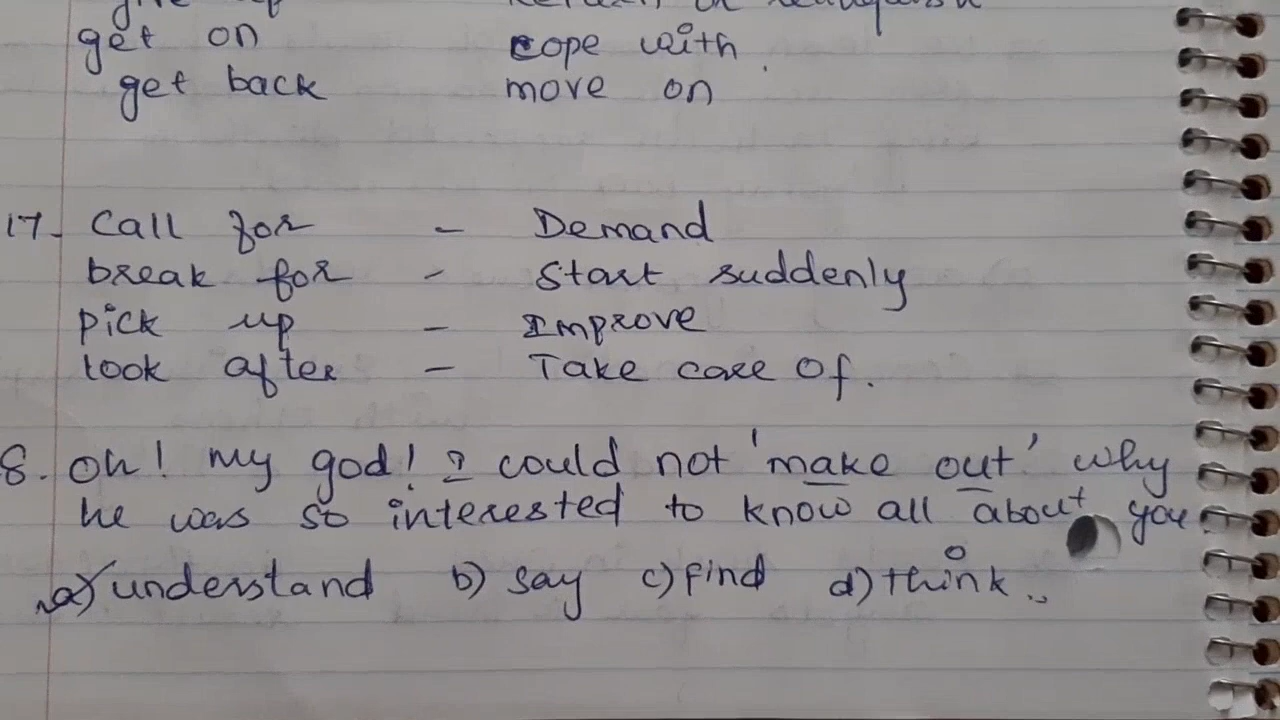 give up
get on cope with.
get back move on
17. Call for - Demand
break for - Start suddenly
pick up - Improve
look after - Take care of.
8. Oh! my god! I could not 'make out' why
he was so interested to know all about you.
a) understand b) say c) find d) think..